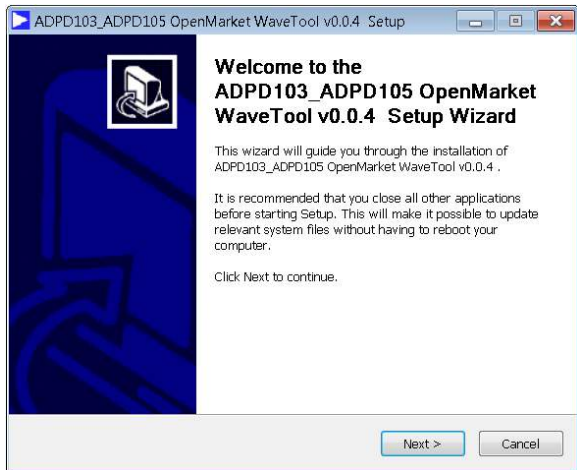 ADPD103_ADPD105 OpenMarket WaveTool v0.0.4 Setup
Welcome to the
ADPD103_ADPD105 OpenMarket
WaveTool v0.0.4 Setup Wizard
This wizard will guide you through the installation of
ADPD103_ADPD105 OpenMarket WaveTool v0.0.4 .
It is recommended that you close all other applications
before starting Setup. This will make it possible to update
relevant system files without having to reboot your
computer.
Click Next to continue.
Next >
Cancel